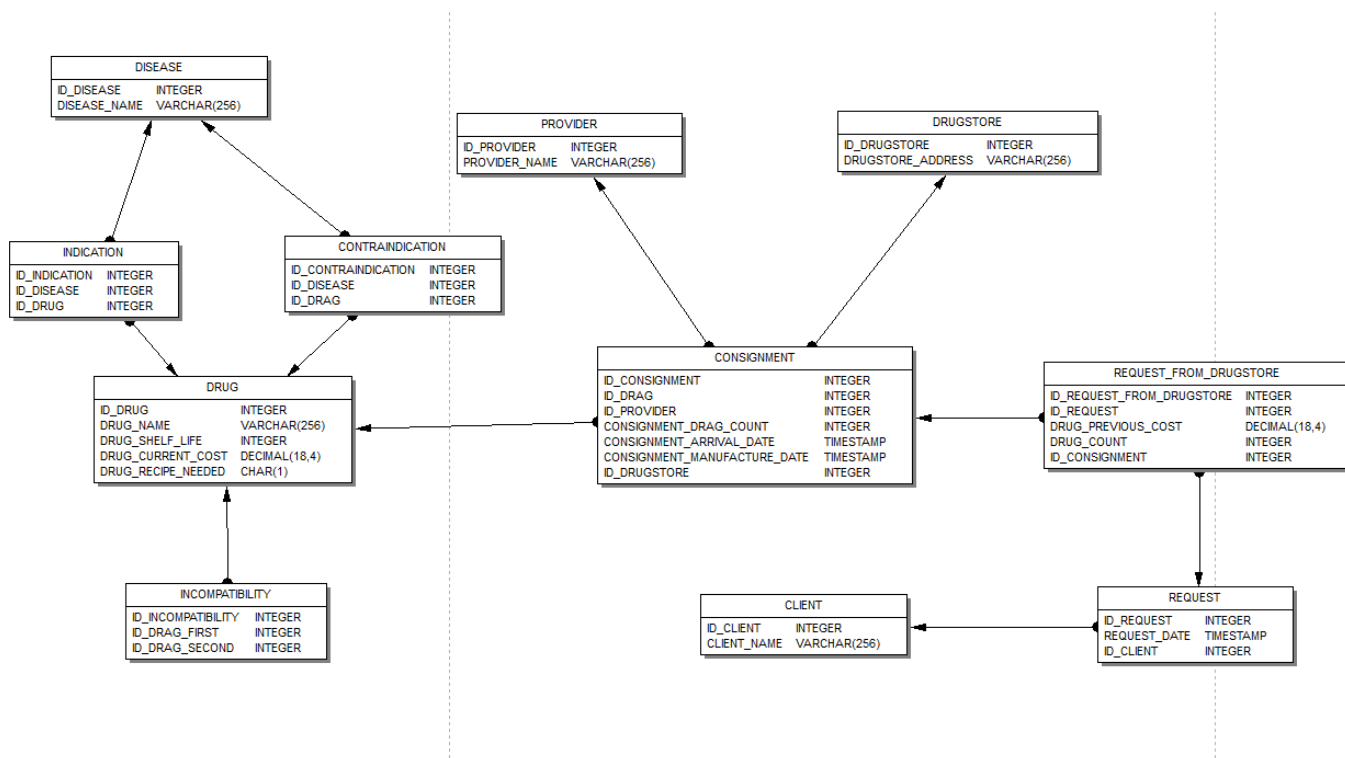 DISEASE
ID_DISEASE INTEGER
DISEASE_NAME VARCHAR(256)
PROVIDER
ID_PROVIDER INTEGER
PROVIDER_NAME VARCHAR(256)
DRUGSTORE
ID_DRUGSTORE INTEGER
DRUGSTORE_ADDRESS VARCHAR(256)
INDICATION
ID_INDICATION INTEGER
ID_DISEASE INTEGER
ID_DRUG INTEGER
CONTRAINDICATION
ID_CONTRAINDICATION INTEGER
ID_DISEASE INTEGER
ID_DRAG INTEGER
DRUG
ID_DRUG INTEGER
DRUG_NAME VARCHAR(256)
DRUG_SHELF_LIFE INTEGER
DRUG_CURRENT_COST DECIMAL(18,4)
DRUG_RECIPE_NEEDED CHAR(1)
CONSIGNMENT
ID_CONSIGNMENT INTEGER
ID_DRAG INTEGER
ID_PROVIDER INTEGER
CONSIGNMENT_DRAG_COUNT INTEGER
CONSIGNMENT_ARRIVAL_DATE TIMESTAMP
CONSIGNMENT_MANUFACTURE_DATE TIMESTAMP
ID_DRUGSTORE INTEGER
REQUEST_FROM_DRUGSTORE
ID_REQUEST_FROM_DRUGSTORE INTEGER
ID_REQUEST INTEGER
DRUG_PREVIOUS_COST DECIMAL(18,4)
DRUG_COUNT INTEGER
ID_CONSIGNMENT INTEGER
INCOMPATIBILITY
ID_INCOMPATIBILITY INTEGER
ID_DRAG_FIRST INTEGER
ID_DRAG_SECOND INTEGER
CLIENT
ID_CLIENT INTEGER
CLIENT_NAME VARCHAR(256)
REQUEST
ID_REQUEST INTEGER
REQUEST_DATE TIMESTAMP
ID_CLIENT INTEGER